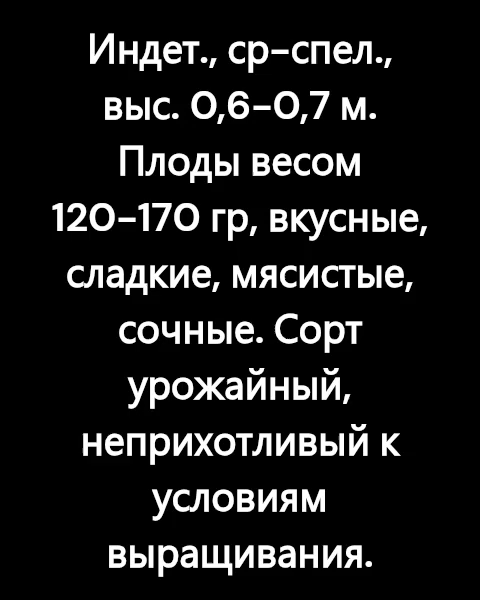 Индет., ср-спел.,
выс. 0,6-0,7 м.
Плоды весом
120-170 гр, вкусные,
сладкие, мясистые,
сочные. Сорт
урожайный,
неприхотливый к
условиям
выращивания.